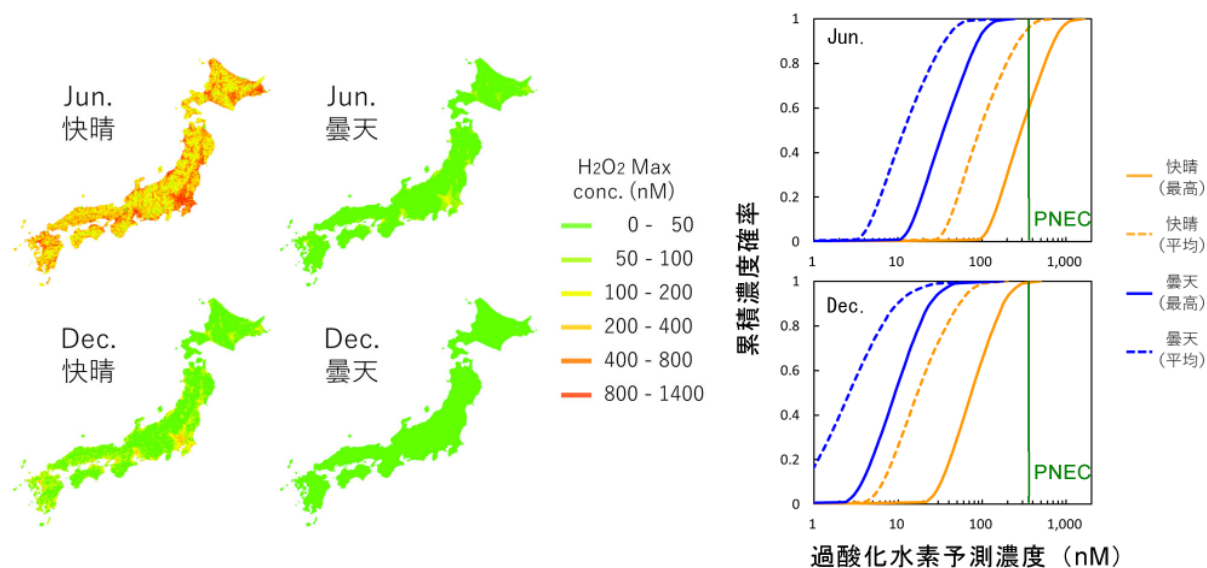 Jun.
快晴
Jun.
曇天
Dec.
快晴
Dec.
曇天
H2O2 Max
conc. (nM)
0 - 50
50 - 100
100 - 200
200 - 400
400 - 800
800 - 1400
累積濃度確率
1
0.8
0.6
0.4
0.2
0
Jun.
PNEC
1
10
100
1,000
1
0.8
0.6
0.4
0.2
0
Dec.
PNEC
1
10
100
1,000
過酸化水素予測濃度 (nM)
快晴
(最高)
快晴
(平均)
曇天
(最高)
曇天
(平均)